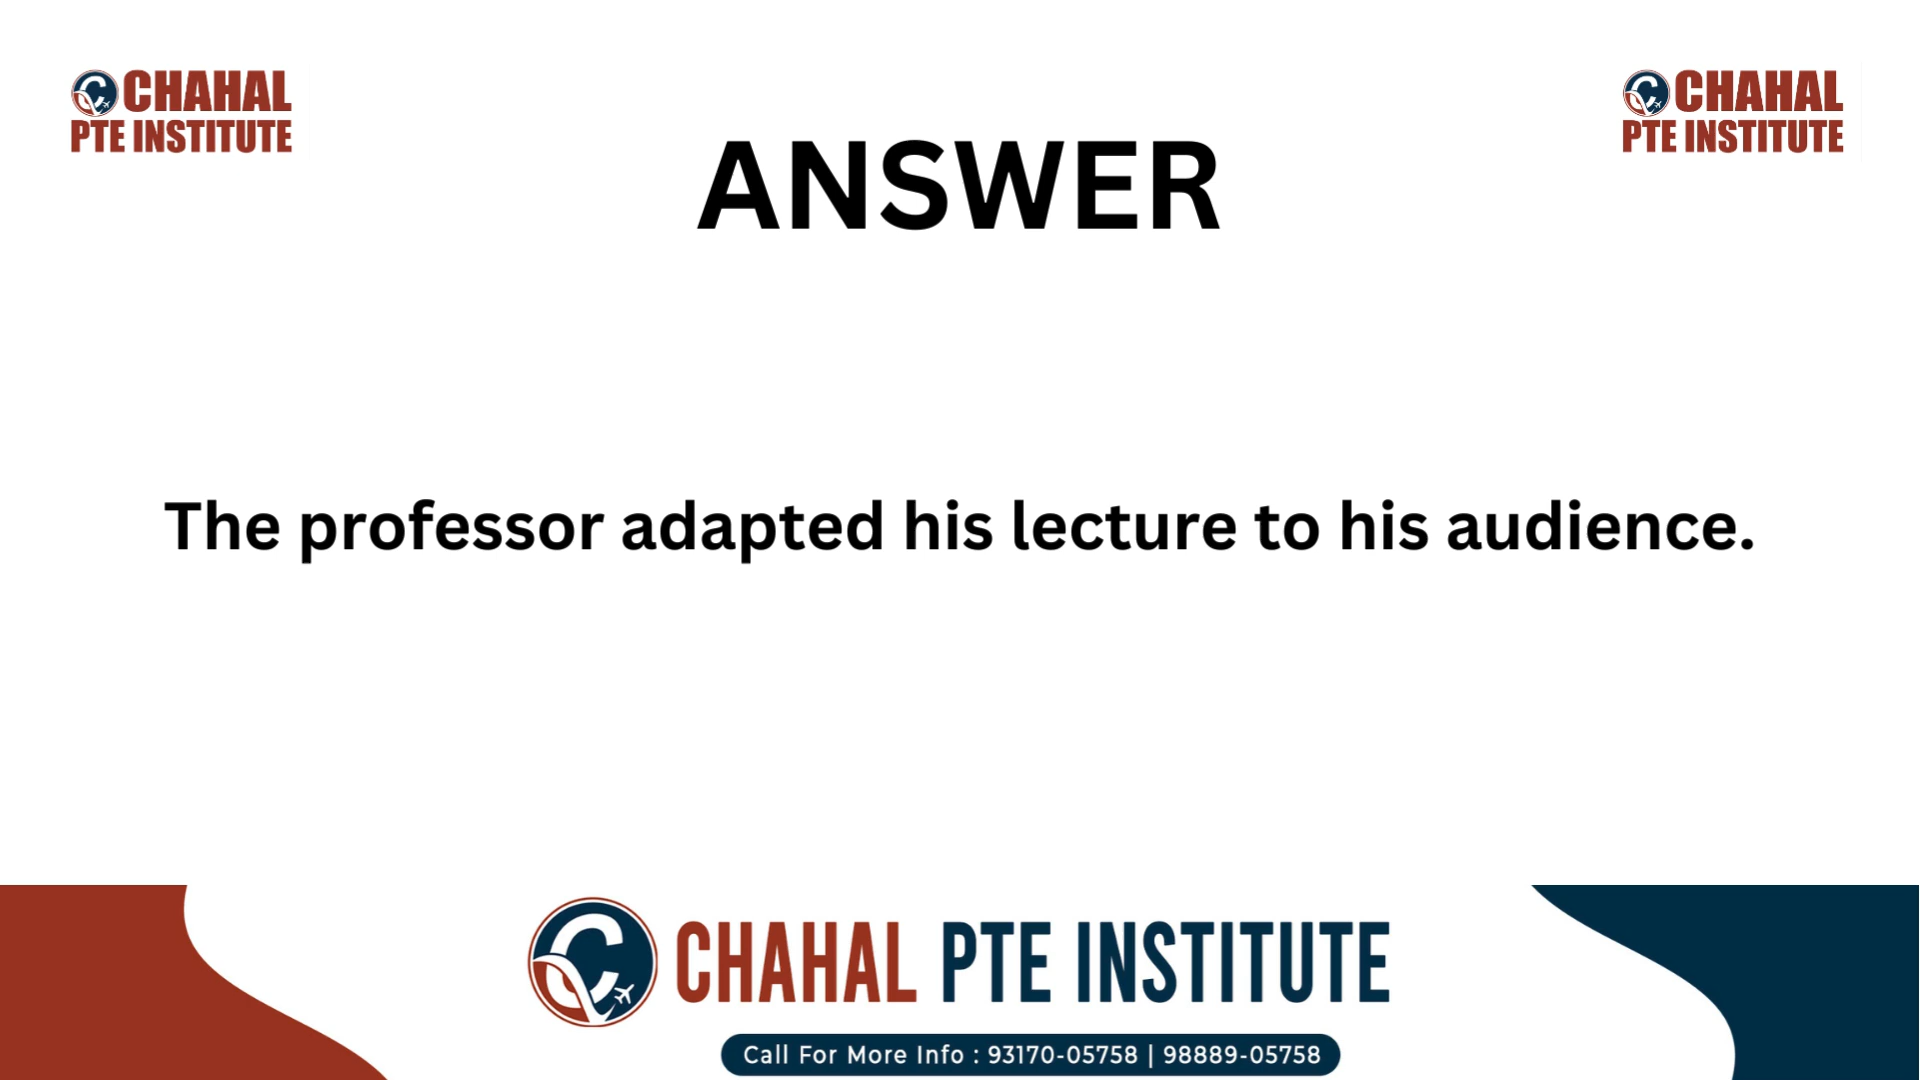 CHAHAL
PTE INSTITUTE
CHAHAL
PTE INSTITUTE
ANSWER
The professor adapted his lecture to his audience.
CHAHAL PTE INSTITUTE
Call For More Info : 93170-05758 | 98889-05758